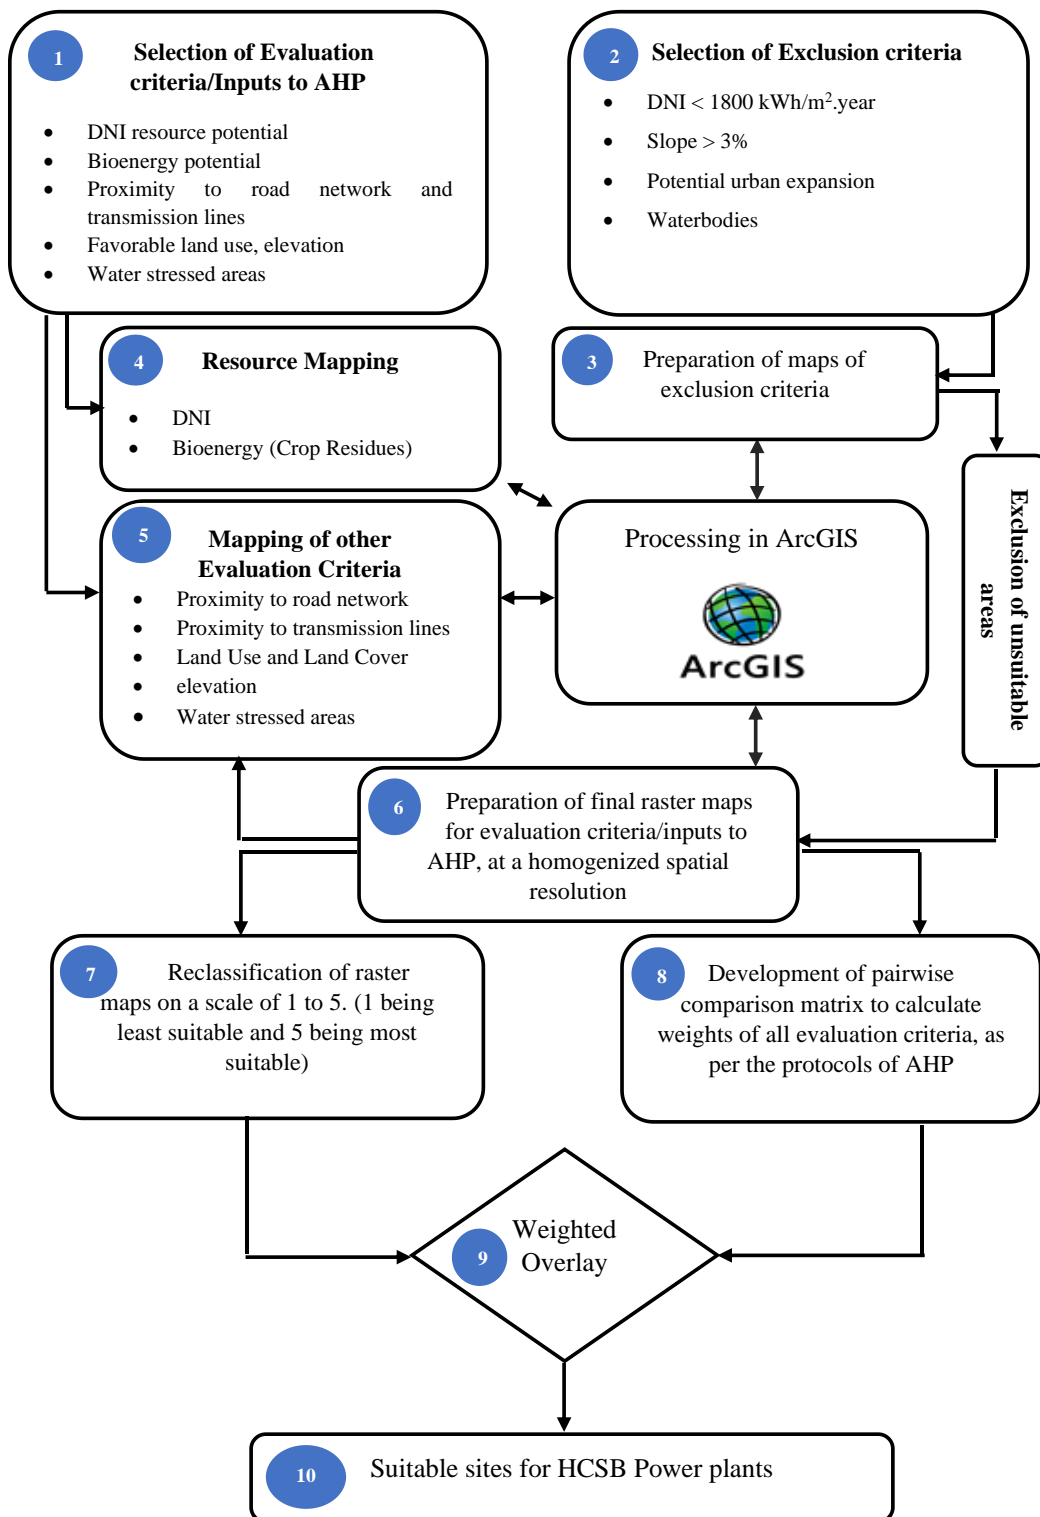 1
Selection of Evaluation
criteria/Inputs to AHP
• DNI resource potential
• Bioenergy potential
• Proximity to road network and
transmission lines
• Favorable land use, elevation
• Water stressed areas
2
Selection of Exclusion criteria
• DNI < 1800 kWh/m².year
• Slope > 3%
• Potential urban expansion
• Waterbodies
3
Preparation of maps of
exclusion criteria
4
Resource Mapping
• DNI
• Bioenergy (Crop Residues)
Exclusion of unsuitable
areas
Processing in ArcGIS
ArcGIS
5
Mapping of other
Evaluation Criteria
• Proximity to road network
• Proximity to transmission lines
• Land Use and Land Cover
• elevation
• Water stressed areas
6
Preparation of final raster maps
for evaluation criteria/inputs to
AHP, at a homogenized spatial
resolution
7
Reclassification of raster
maps on a scale of 1 to 5. (1 being
least suitable and 5 being most
suitable)
8
Development of pairwise
comparison matrix to calculate
weights of all evaluation criteria, as
per the protocols of AHP
9
Weighted
Overlay
10
Suitable sites for HCSB Power plants